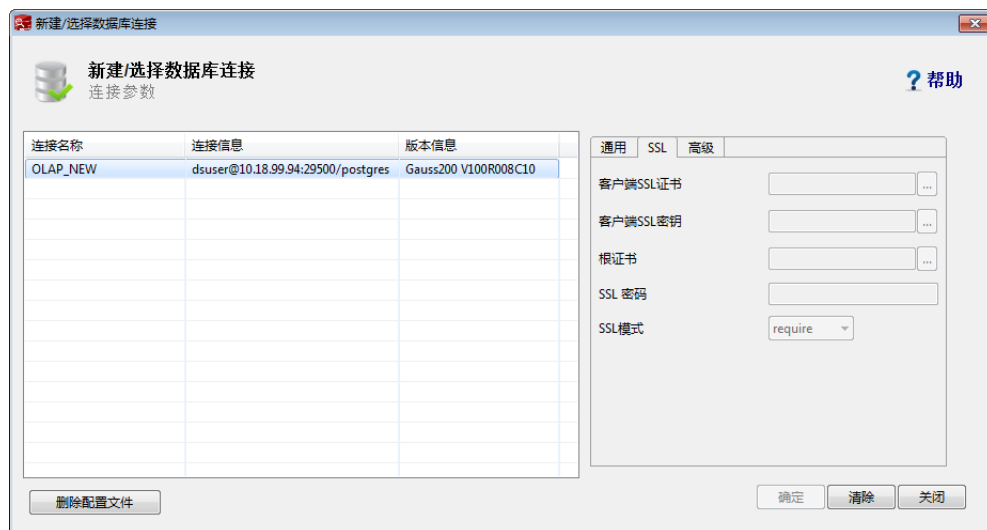 新建/选择数据库连接
新建/选择数据库连接
连接参数
? 帮助
连接名称 连接信息 版本信息
OLAP_NEW dsuser@10.18.99.94:29500/postgres Gauss200 V100R008C10
通用 SSL 高级
客户端SSL证书 ...
客户端SSL密钥 ...
根证书 ...
SSL 密码
SSL模式 require
删除配置文件
确定 清除 关闭